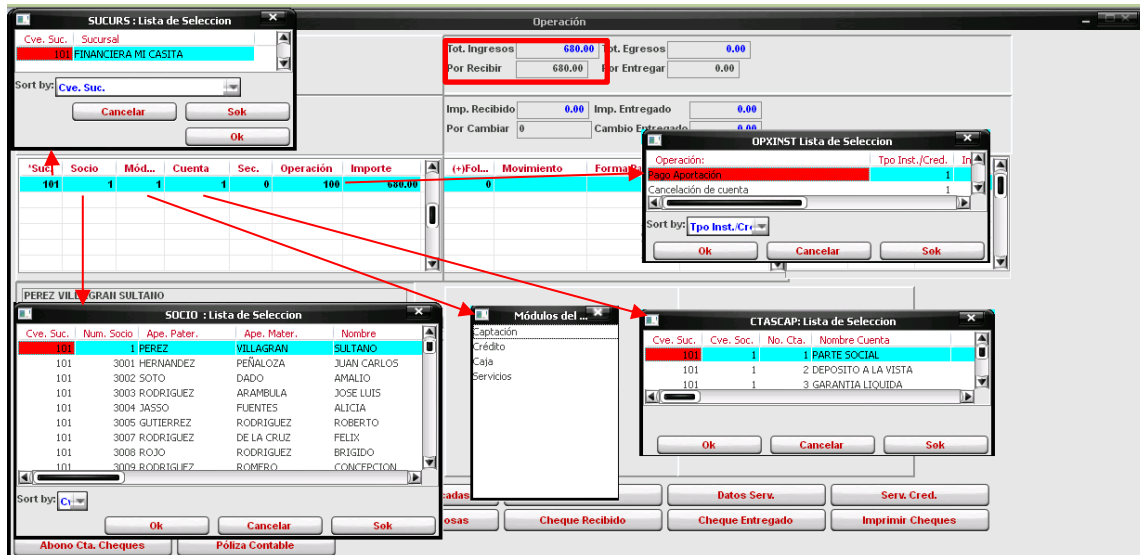 SUCURS : Lista de Seleccion
Cve. Suc. Sucursal
101 FINANCIERA MI CASITA
Sort by: Cve. Suc.
Cancelar Sok
Ok
Operación
Tot. Ingresos 680.00 Tot. Egresos 0.00
Por Recibir 680.00 Por Entregar 0.00
Imp. Recibido 0.00 Imp. Entregado 0.00
Por Cambiar 0 Cambio Entregado 0.00
*Suc. Socio Mód... Cuenta Sec. Operación Importe (+)Fol... Movimiento
101 1 1 1 0 100 680.00 0
OPXINST Lista de Seleccion
Operación: Tpo Inst./Cred. In
Pago Aportación 1
Cancelación de cuenta 1
Sort by: Tpo Inst./Cre
Ok Cancelar Sok
PEREZ VILLAGRAN SULTANO
SOCIO : Lista de Seleccion
Cve. Suc. Num. Socio Ape. Pater. Ape. Mater. Nombre
101 1 PEREZ VILLAGRAN SULTANO
101 3001 HERNANDEZ PEÑALOZA JUAN CARLOS
101 3002 SOTO DADO AMALIO
101 3003 RODRIGUEZ ARAMBULA JOSE LUIS
101 3004 JASSO FUENTES ALICIA
101 3005 GUTIERREZ RODRIGUEZ ROBERTO
101 3007 RODRIGUEZ DE LA CRUZ FELIX
101 3008 ROJO RODRIGUEZ BRIGIDO
101 3009 RODRIGUEZ ROMERO CONCEPCION
Sort by: Cv
Ok Cancelar Sok
Módulos del ...
Captación
Crédito
Caja
Servicios
CTASCAP: Lista de Seleccion
Cve. Suc. Cve. Soc. No. Cta. Nombre Cuenta
101 1 1 PARTE SOCIAL
101 1 2 DEPOSITO A LA VISTA
101 1 3 GARANTIA LIQUIDA
Ok Cancelar Sok
cadas Datos Serv. Serv. Cred.
osas Cheque Recibido Cheque Entregado Imprimir Cheques
Abono Cta. Cheques Póliza Contable